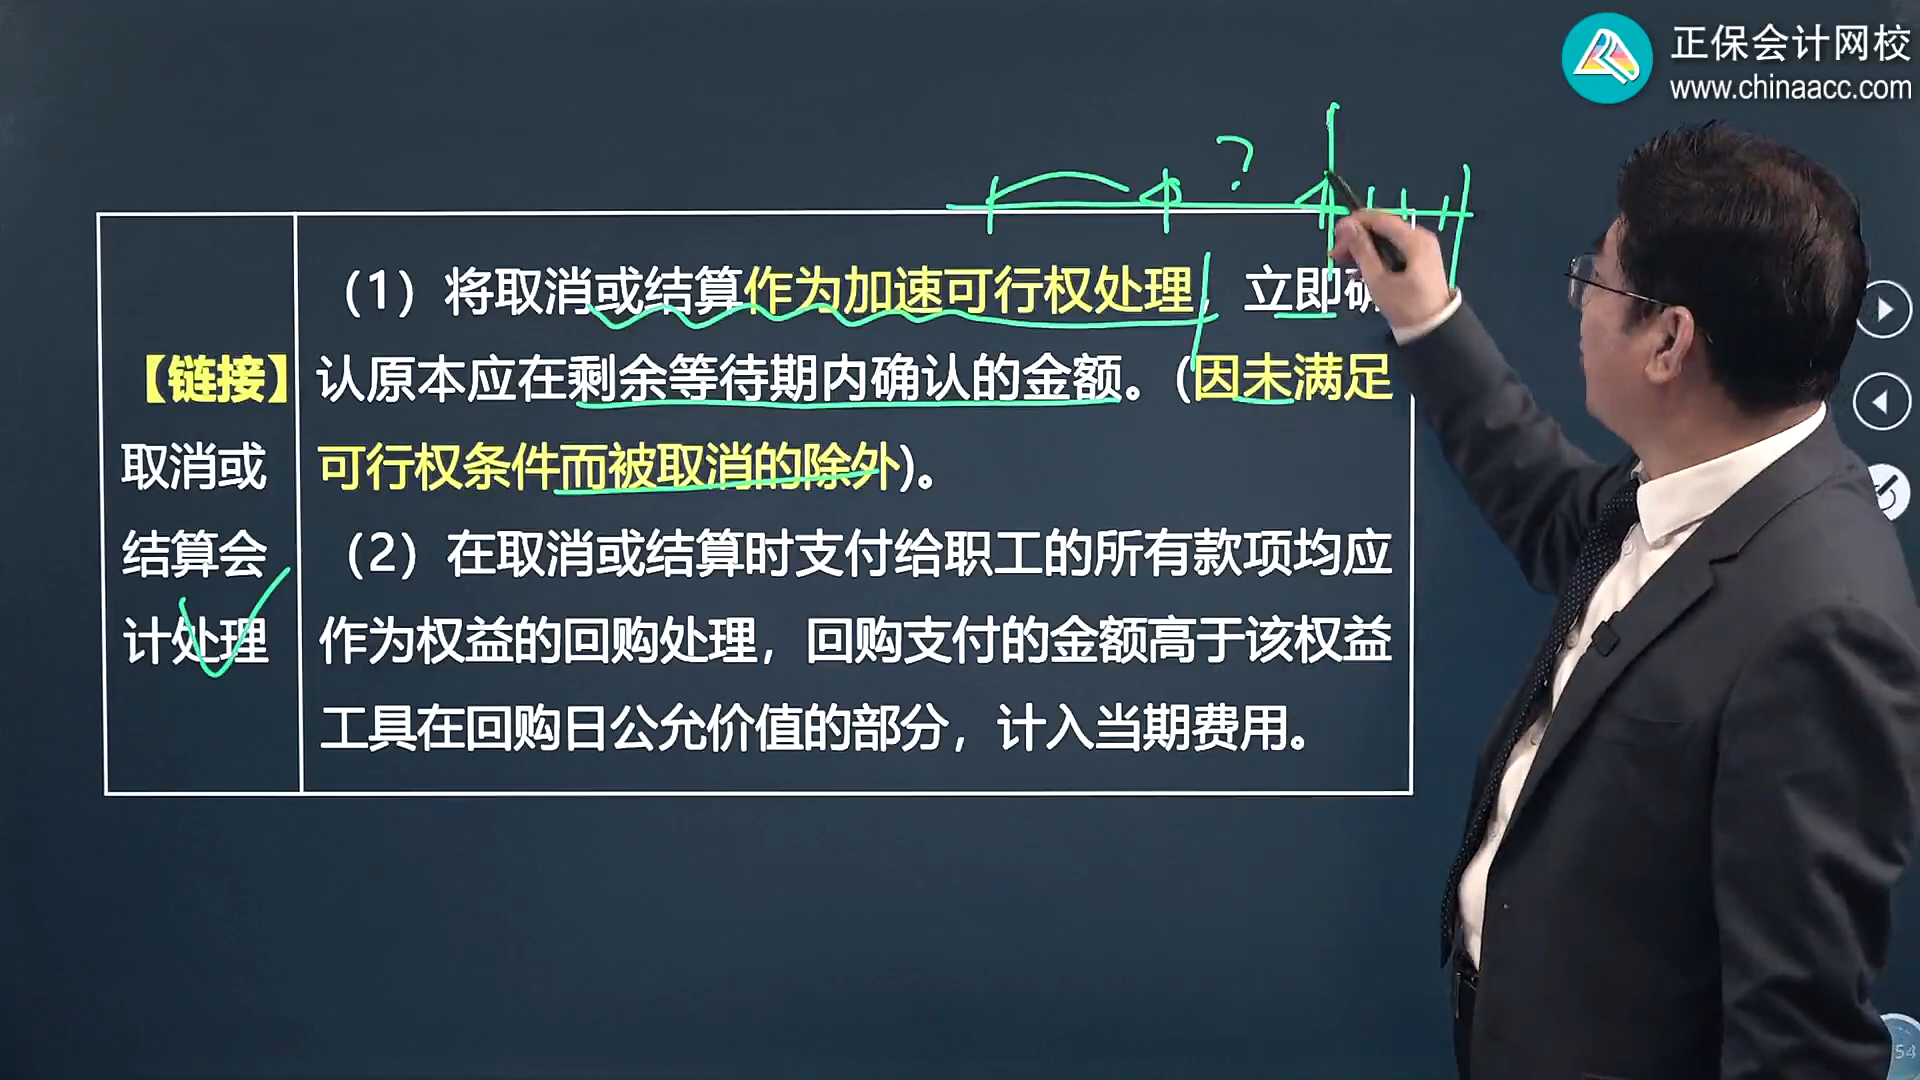 正保会计网校
www.chinaacc.com
?
【链接】
取消或
结算会
计处理
（1）将取消或结算作为加速可行权处理，立即确
认原本应在剩余等待期内确认的金额。(因未满足
可行权条件而被取消的除外)。
（2）在取消或结算时支付给职工的所有款项均应
作为权益的回购处理，回购支付的金额高于该权益
工具在回购日公允价值的部分，计入当期费用。
54